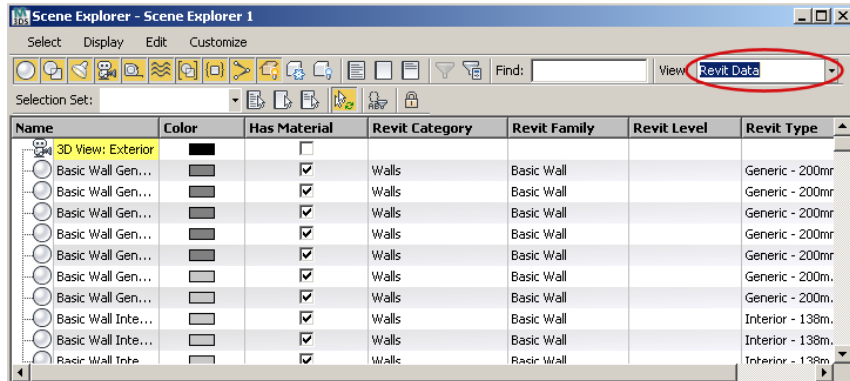 Scene Explorer - Scene Explorer 1
Select Display Edit Customize
Find: View Revit Data
Selection Set:
Name Color Has Material Revit Category Revit Family Revit Level Revit Type
3D View: Exterior
Basic Wall Gen... Walls Basic Wall Generic - 200mr
Basic Wall Gen... Walls Basic Wall Generic - 200mr
Basic Wall Gen... Walls Basic Wall Generic - 200mr
Basic Wall Gen... Walls Basic Wall Generic - 200mr
Basic Wall Gen... Walls Basic Wall Generic - 200mr
Basic Wall Gen... Walls Basic Wall Generic - 200m.
Basic Wall Gen... Walls Basic Wall Generic - 200m.
Basic Wall Inte... Walls Basic Wall Interior - 138m.
Basic Wall Inte... Walls Basic Wall Interior - 138m.
Basic Wall Inte... Walls Basic Wall Interior - 138m.